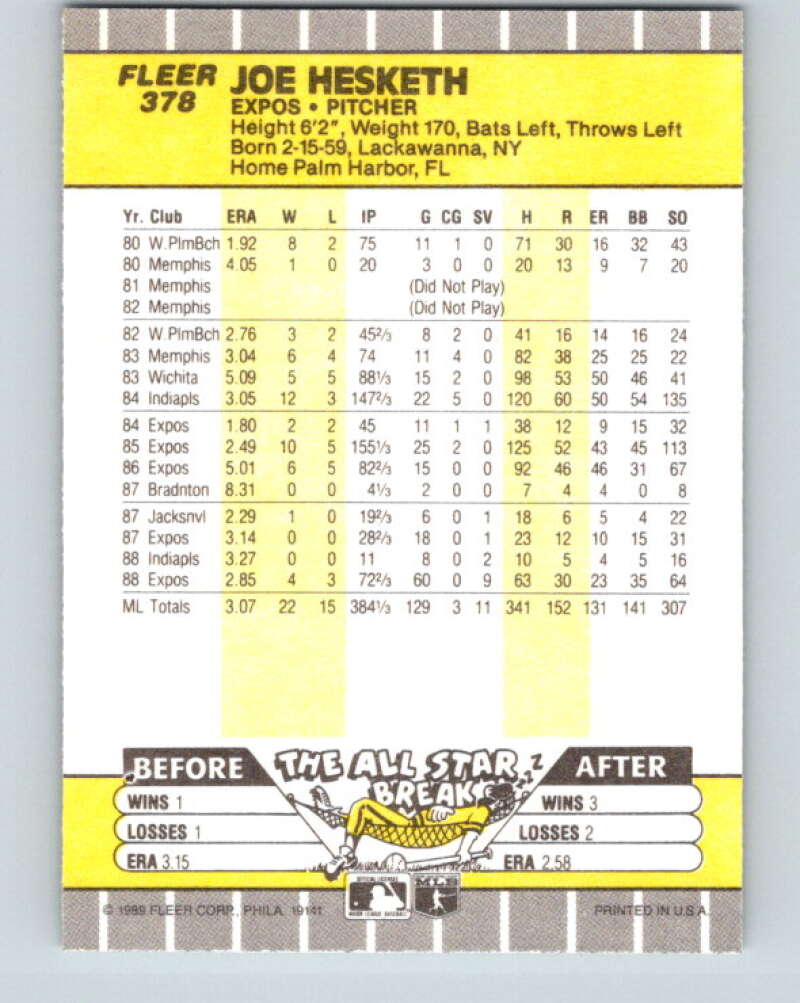 FLEER
378
JOE HESKETH
EXPOS • PITCHER
Height 6'2", Weight 170, Bats Left, Throws Left
Born 2-15-59, Lackawanna, NY
Home Palm Harbor, FL
Yr. Club ERA W L IP G CG SV H R ER BB SO
80 W.PlmBch 1.92 8 2 75 11 1 0 71 30 16 32 43
80 Memphis 4.05 1 0 20 3 0 0 20 13 9 7 20
81 Memphis (Did Not Play)
82 Memphis (Did Not Play)
82 W.PlmBch 2.76 3 2 45⅔ 8 2 0 41 16 14 16 24
83 Memphis 3.04 6 4 74 11 4 0 82 38 25 25 22
83 Wichita 5.09 5 5 88⅓ 15 2 0 98 53 50 46 41
84 Indiapls 3.05 12 3 147⅔ 22 5 0 120 60 50 54 135
84 Expos 1.80 2 2 45 11 1 1 38 12 9 15 32
85 Expos 2.49 10 5 155⅓ 25 2 0 125 52 43 45 113
86 Expos 5.01 6 5 82⅔ 15 0 0 92 46 46 31 67
87 Bradnton 8.31 0 0 4⅓ 2 0 0 7 4 4 0 8
87 Jacksnvl 2.29 1 0 19⅔ 6 0 1 18 6 5 4 22
87 Expos 3.14 0 0 28⅔ 18 0 1 23 12 10 15 31
88 Indiapls 3.27 0 0 11 8 0 2 10 5 4 5 16
88 Expos 2.85 4 3 72⅔ 60 0 9 63 30 23 35 64
ML Totals 3.07 22 15 384⅓ 129 3 11 341 152 131 141 307
BEFORE THE ALL STAR BREAK ZZZ AFTER
WINS 1 WINS 3
LOSSES 1 LOSSES 2
ERA 3.15 ERA 2.58
OFFICIAL LICENSEE
MAJOR LEAGUE BASEBALL
MLB
© 1989 FLEER CORP., PHILA. 19141 PRINTED IN U.S.A.